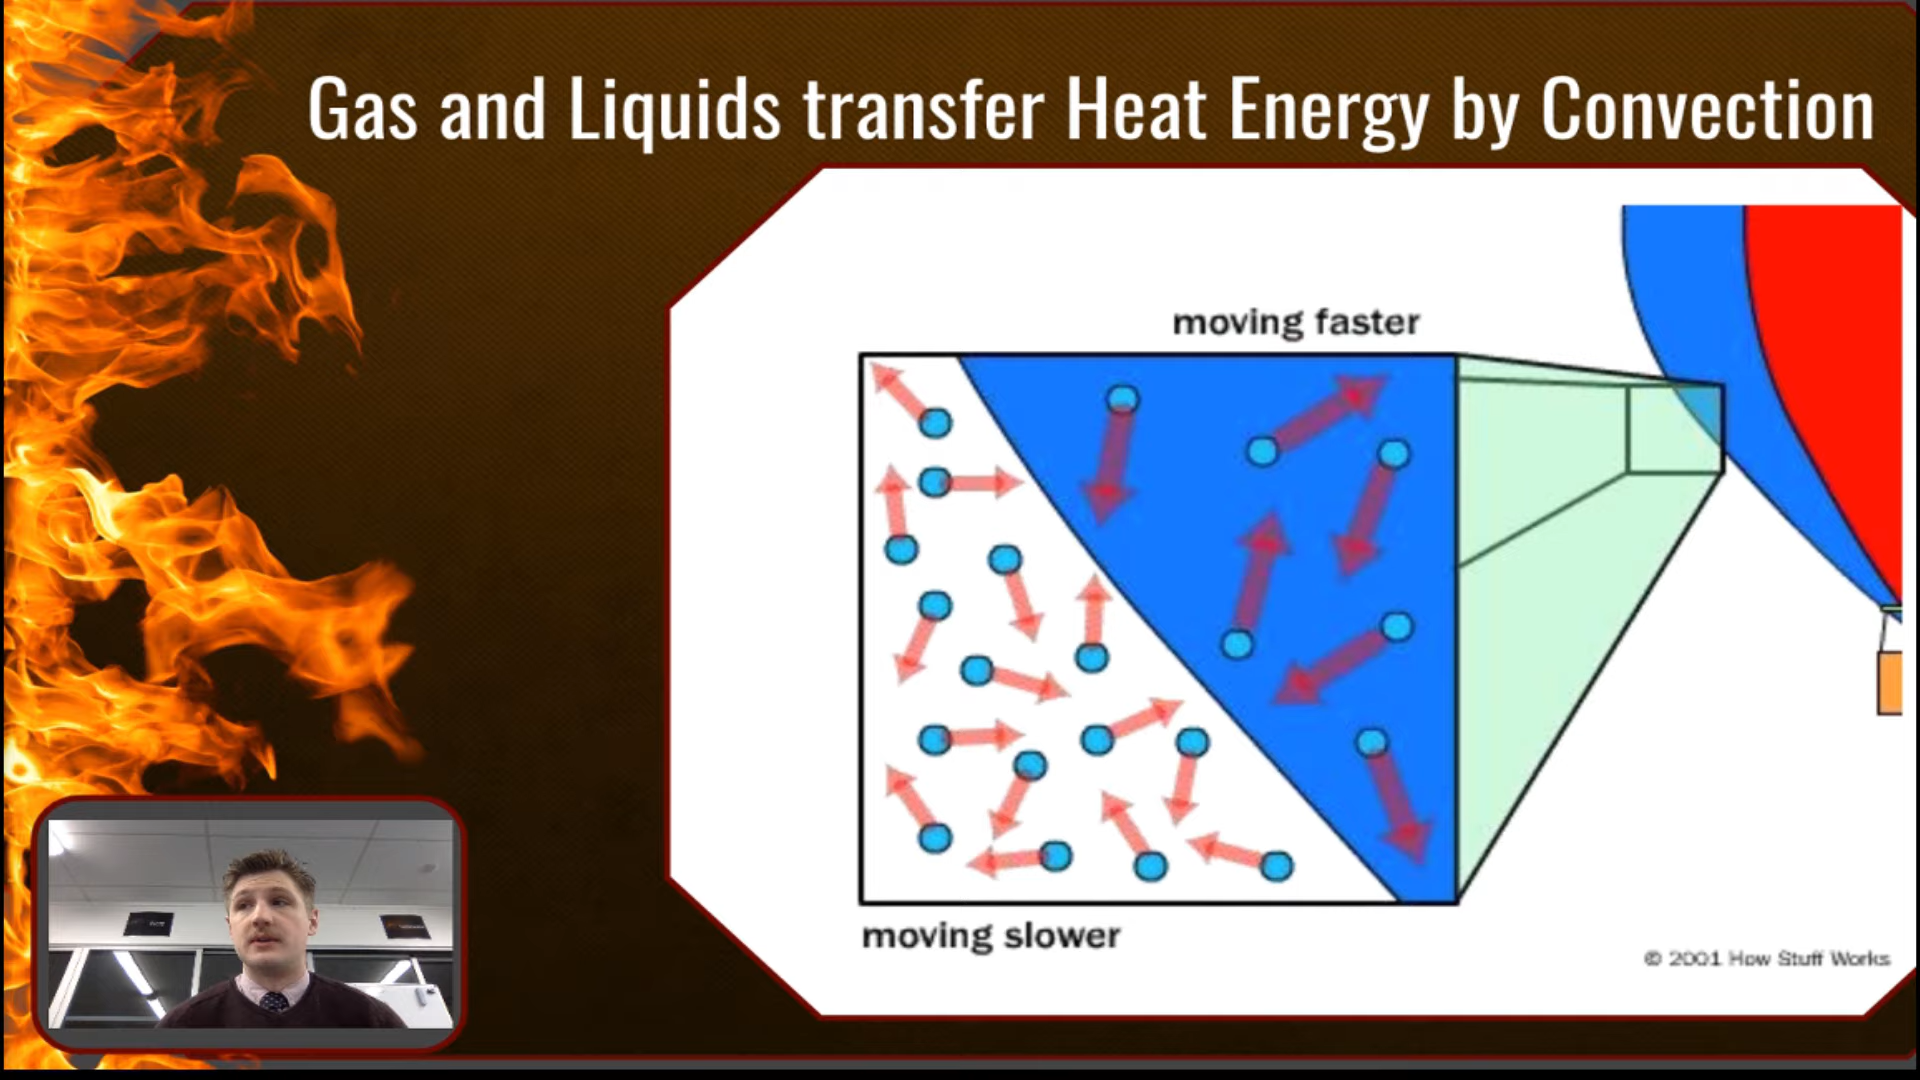 Gas and Liquids transfer Heat Energy by Convection
moving faster
moving slower
© 2001 How Stuff Works